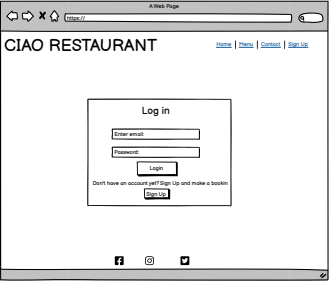 A Web Page
https://
CIAO RESTAURANT
Home | Menu | Contact | Sign Up
Log in
Enter email:
Password:
Login
Don't have an account yet? Sign Up and make a bookin
Sign Up